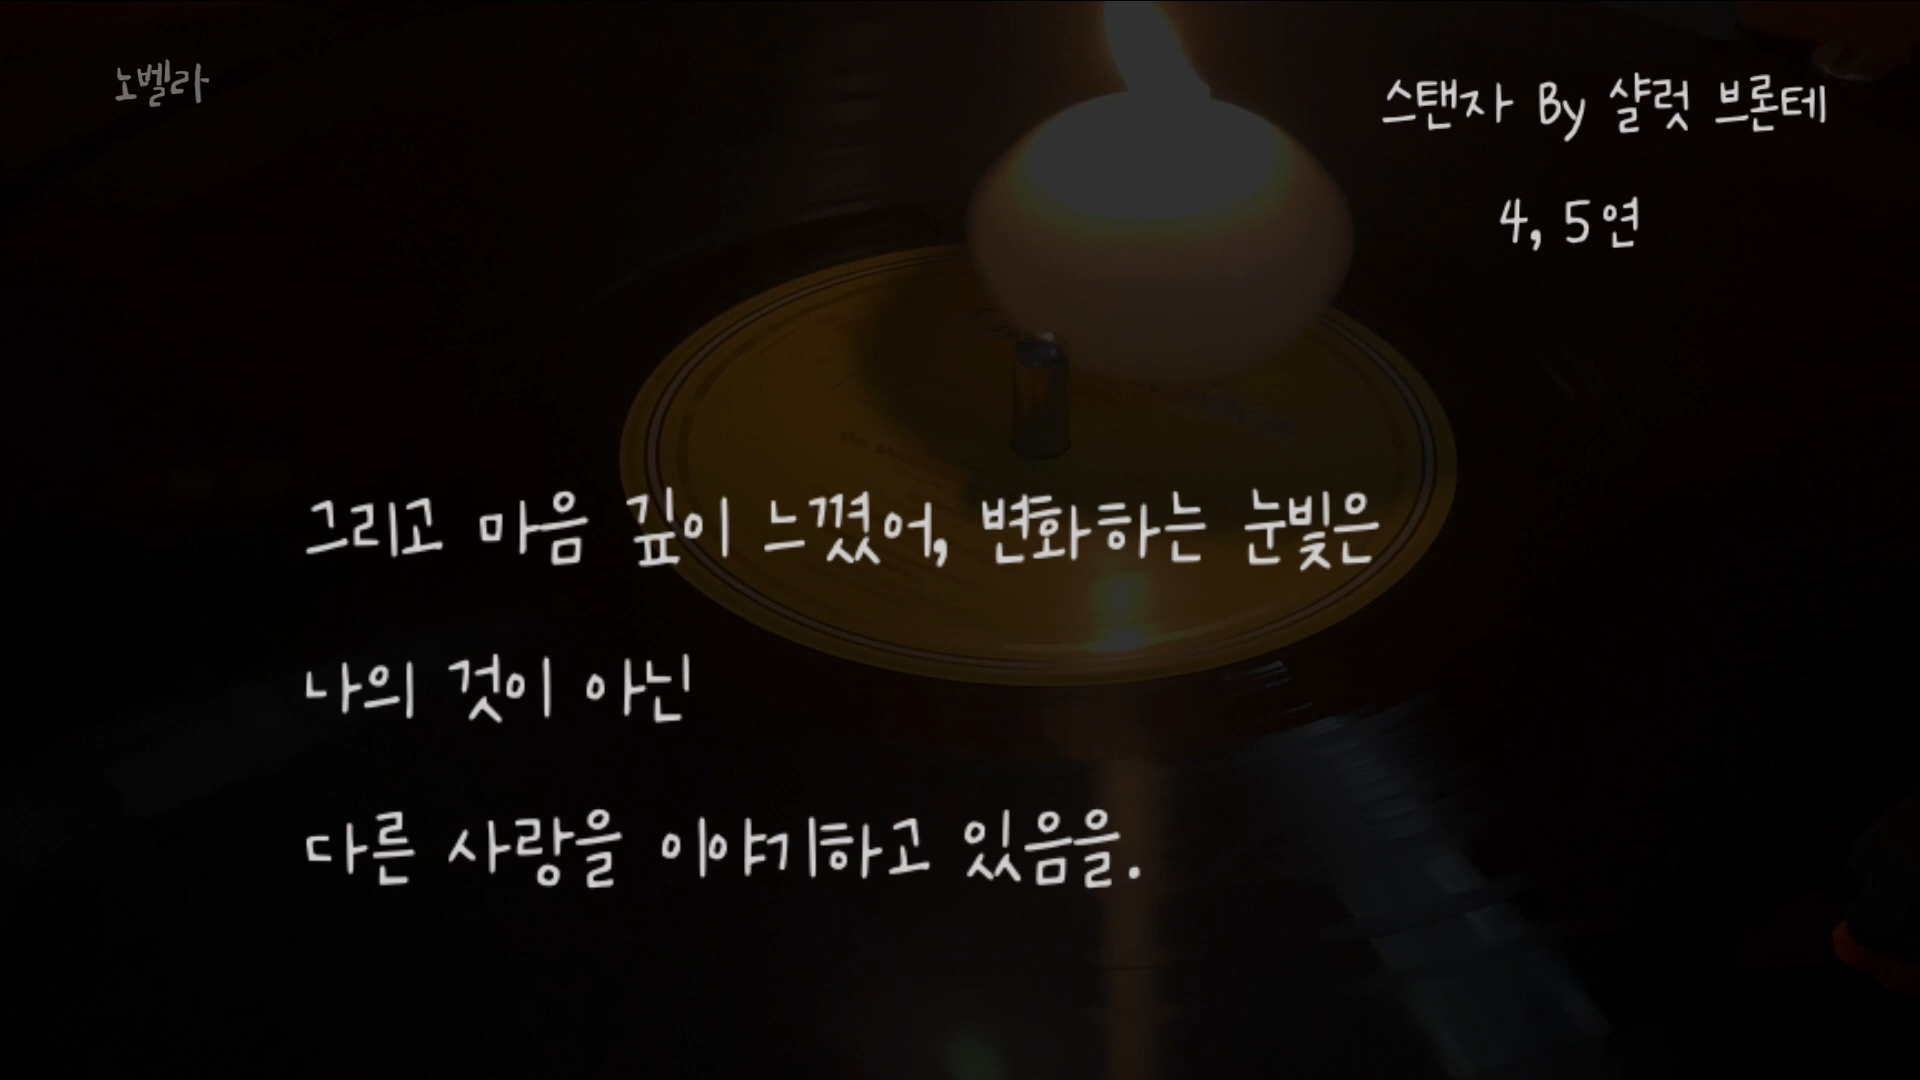 노벨라
스탠자 By 샬럿 브론테
4, 5연
그리고 마음 깊이 느꼈어, 변화하는 눈빛은
나의 것이 아닌
다른 사랑을 이야기하고 있음을.